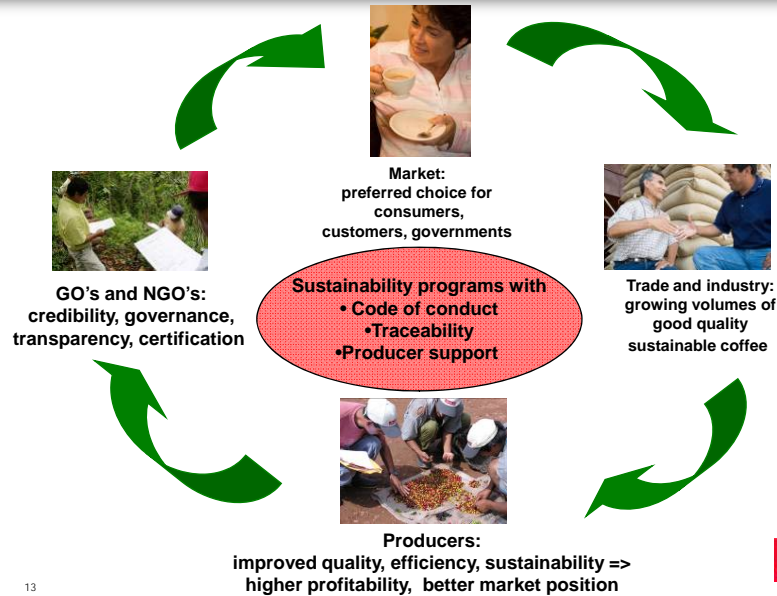 Market:
preferred choice for
consumers,
customers, governments
Trade and industry:
growing volumes of
good quality
sustainable coffee
GO's and NGO's:
credibility, governance,
transparency, certification
Sustainability programs with
• Code of conduct
•Traceability
•Producer support
Producers:
improved quality, efficiency, sustainability =>
higher profitability,  better market position
13